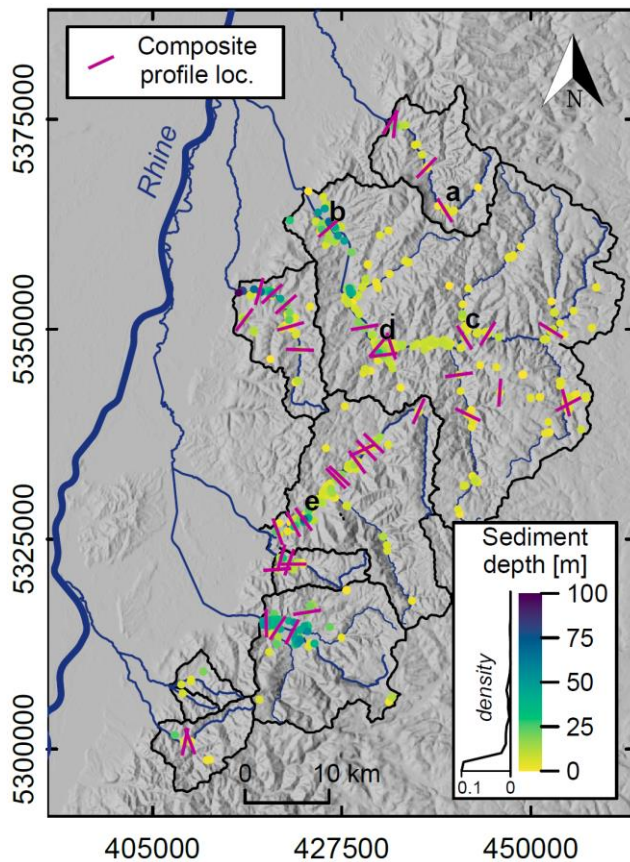 Composite
profile loc.
N
5375000
5350000
5325000
5300000
Rhine
a
b
c
d
e
Sediment
depth [m]
100
75
50
25
0
density
0.1
0
0
10 km
405000
427500
450000